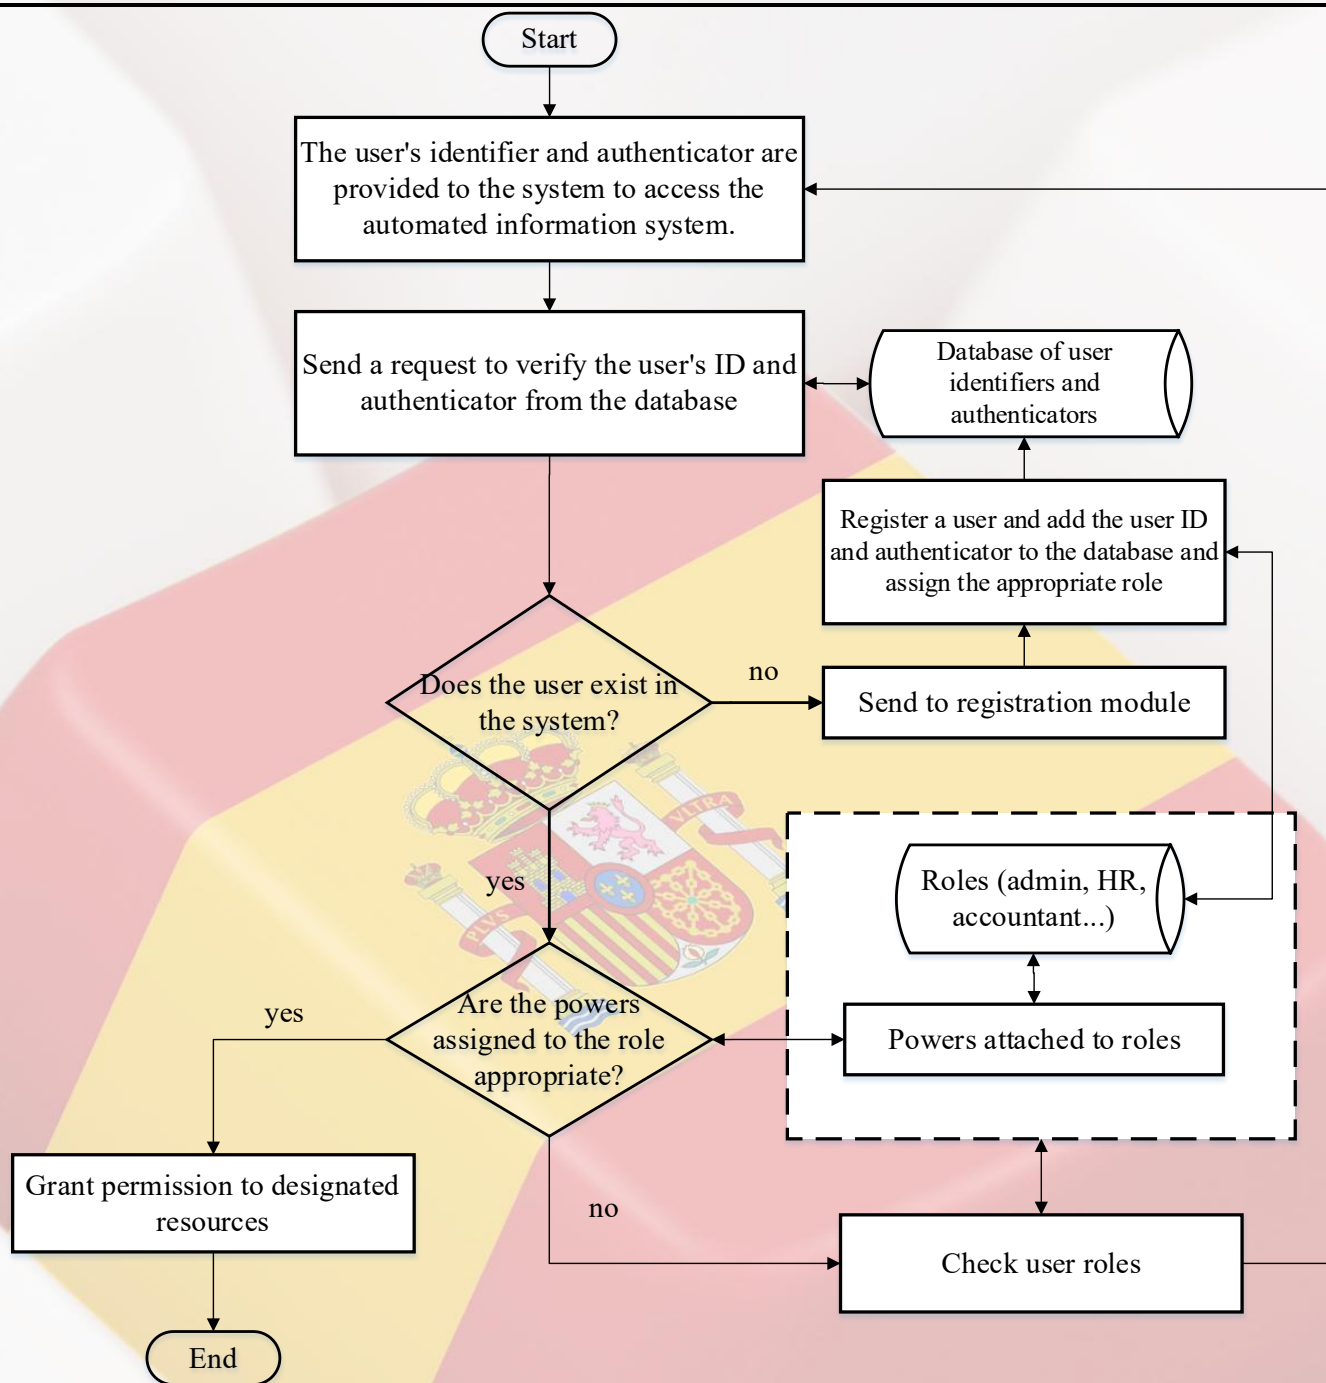 Start
The user's identifier and authenticator are
provided to the system to access the
automated information system.
Send a request to verify the user's ID and
authenticator from the database
Database of user
identifiers and
authenticators
Register a user and add the user ID
and authenticator to the database and
assign the appropriate role
Does the user exist in
the system?
no
Send to registration module
VLTRA
yes
PLVS
Roles (admin, HR,
accountant...)
Are the powers
assigned to the role
appropriate?
yes
Powers attached to roles
Grant permission to designated
resources
no
Check user roles
End